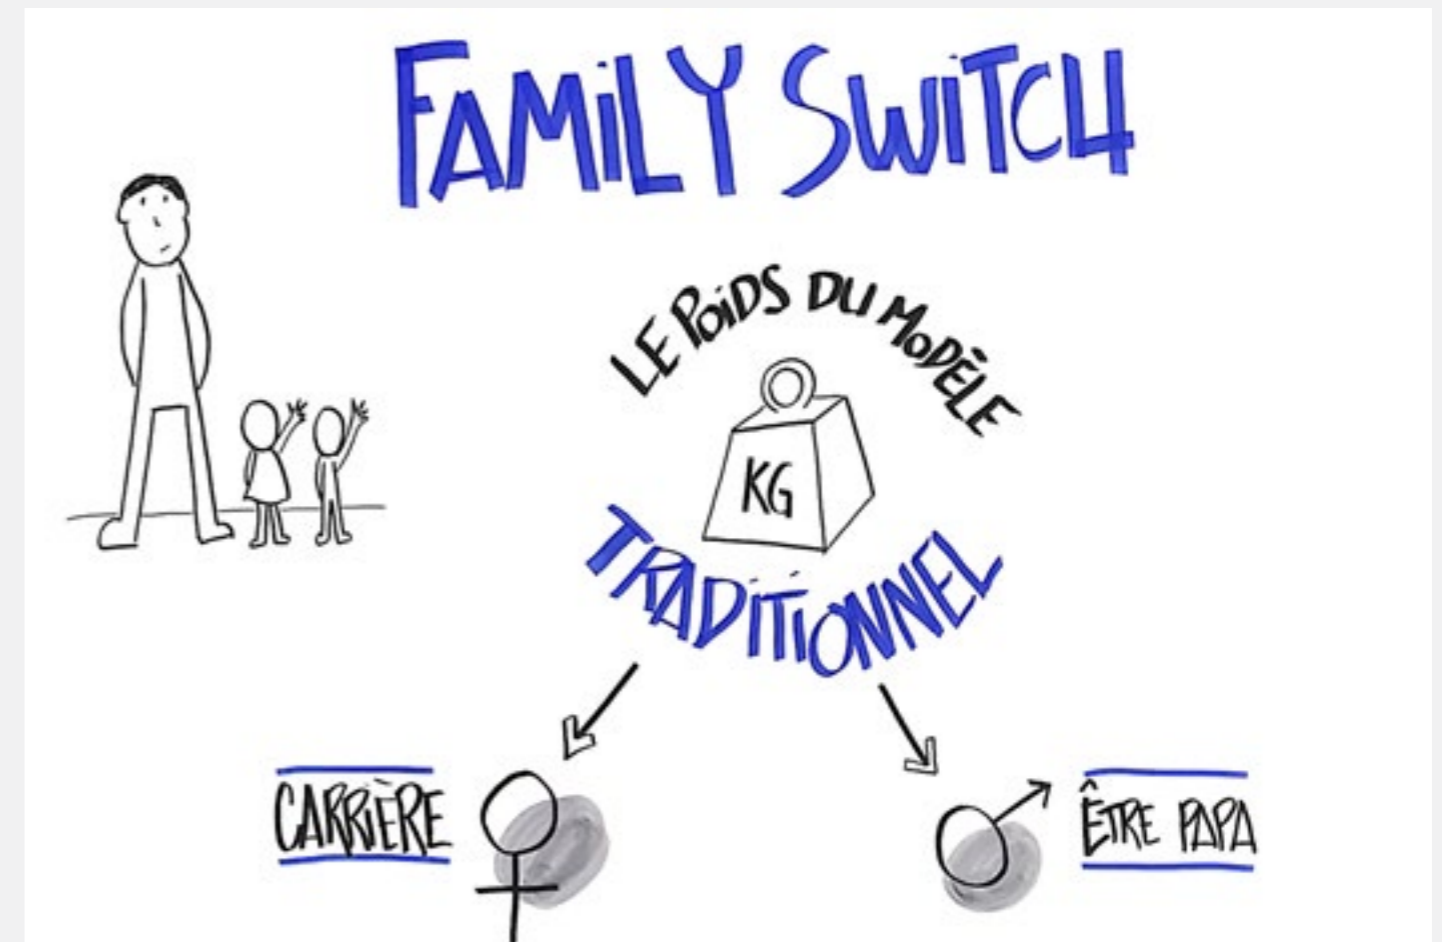 FAMILY SWITCH
LE POIDS DU MODÈLE
KG
TRADITIONNEL
CARRIÈRE
ÊTRE PAPA